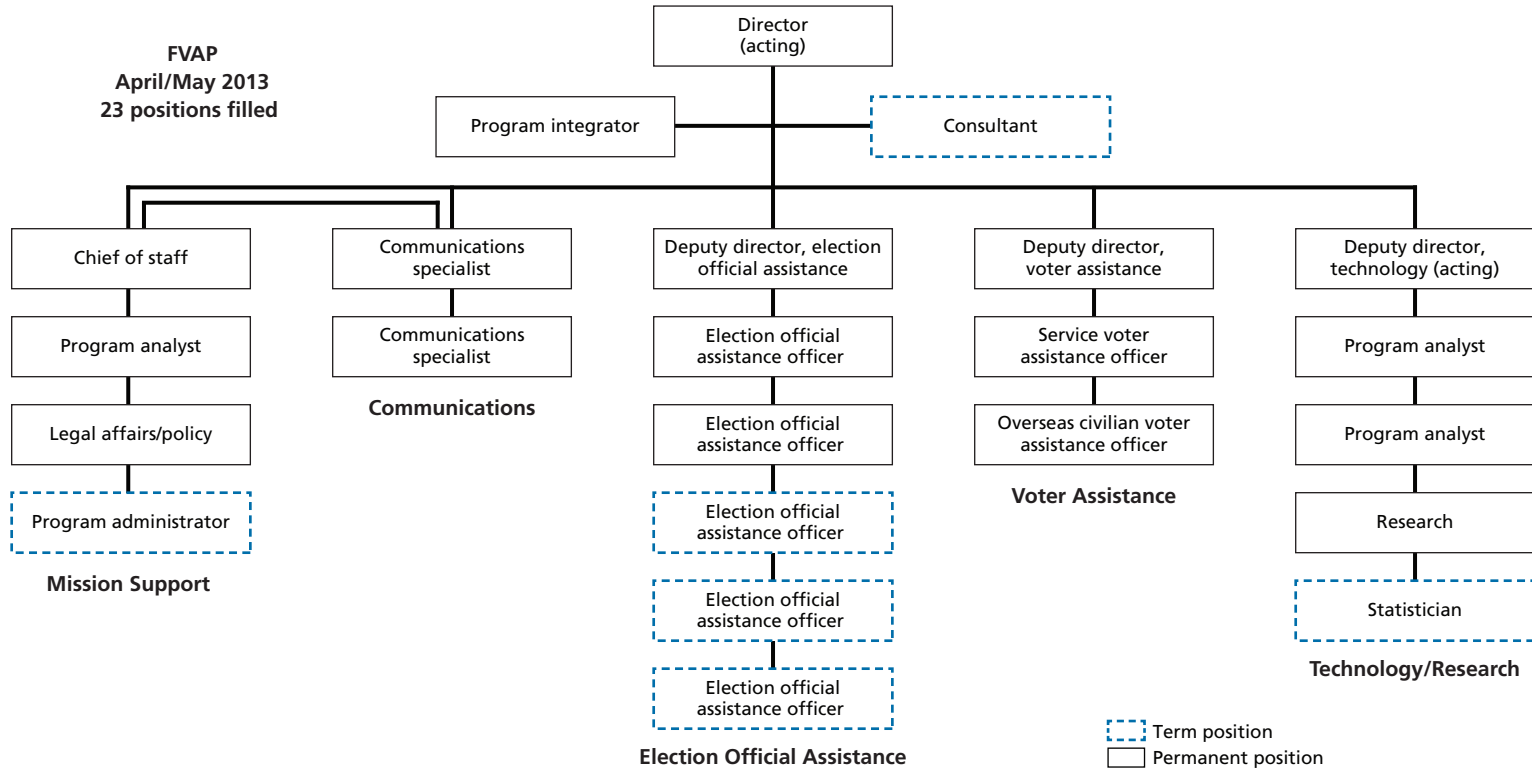 FVAP
April/May 2013
23 positions filled
Director
(acting)
Program integrator
Consultant
Chief of staff
Program analyst
Legal affairs/policy
Program administrator
Mission Support
Communications
specialist
Communications
specialist
Communications
Deputy director, election
official assistance
Election official
assistance officer
Election official
assistance officer
Election official
assistance officer
Election official
assistance officer
Election official
assistance officer
Election Official Assistance
Deputy director,
voter assistance
Service voter
assistance officer
Overseas civilian voter
assistance officer
Voter Assistance
Deputy director,
technology (acting)
Program analyst
Program analyst
Research
Statistician
Technology/Research
Term position
Permanent position